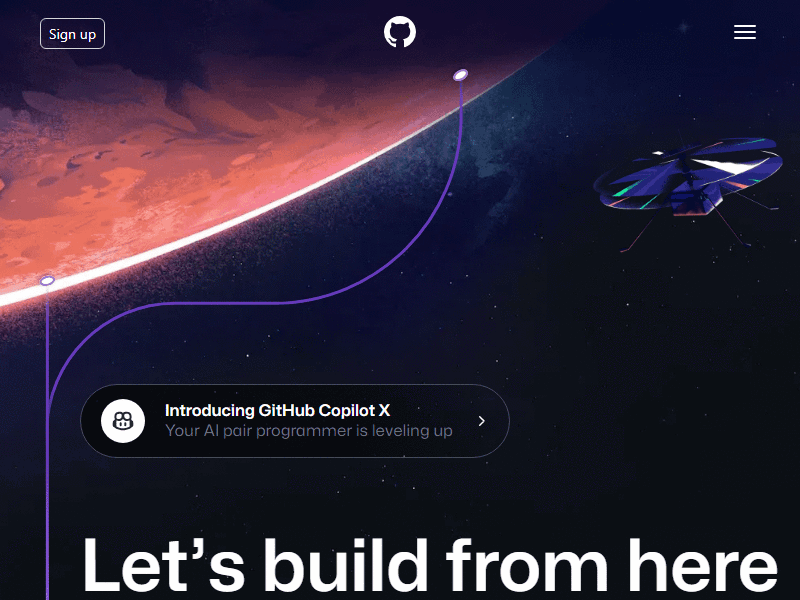 Sign up
Introducing GitHub Copilot X
Your AI pair programmer is leveling up
Let’s build from here